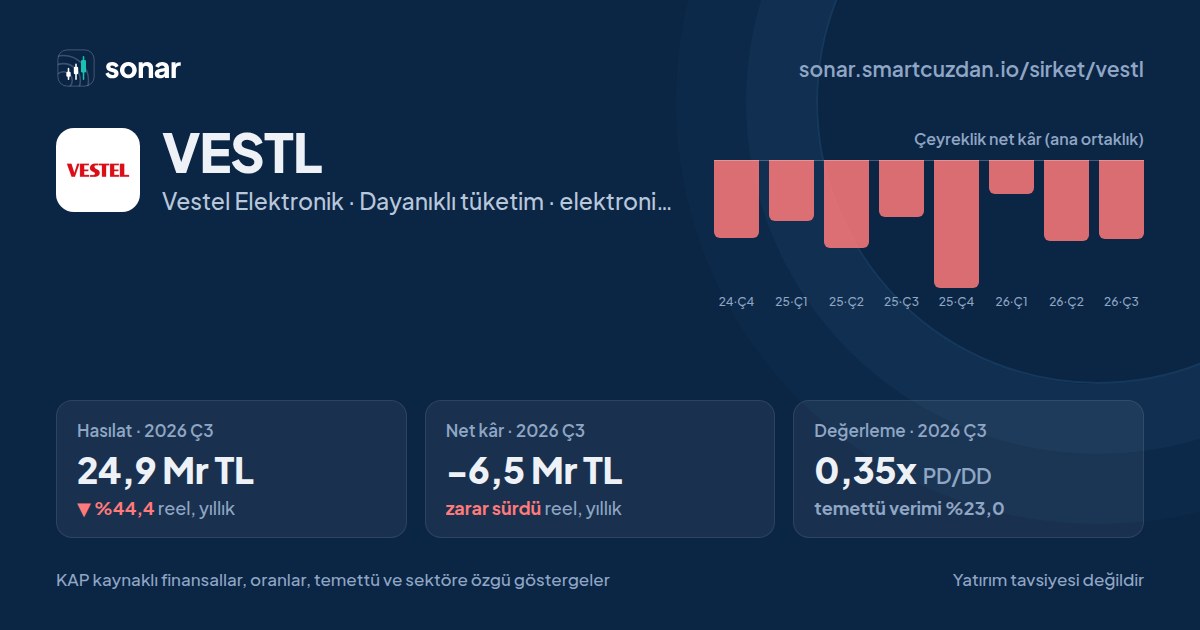 sonar
sonar.smartcuzdan.io/sirket/vestl
VESTEL
VESTL
Vestel Elektronik · Dayanıklı tüketim · elektroni...
Çeyreklik net kâr (ana ortaklık)
24·Ç4 25·Ç1 25·Ç2 25·Ç3 25·Ç4 26·Ç1 26·Ç2 26·Ç3
Hasılat · 2026 Ç3
24,9 Mr TL
▼ %44,4 reel, yıllık
Net kâr · 2026 Ç3
−6,5 Mr TL
zarar sürdü reel, yıllık
Değerleme · 2026 Ç3
0,35x PD/DD
temettü verimi %23,0
KAP kaynaklı finansallar, oranlar, temettü ve sektöre özgü göstergeler
Yatırım tavsiyesi değildir